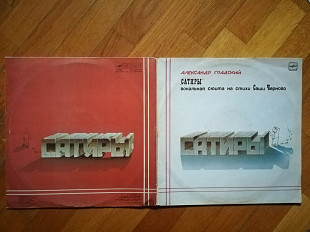 САТИРЫ
АЛЕКСАНДР ГРАДСКИЙ
САТИРЫ
вокальная сюита на стихи Саши Черного
САТИРЫ